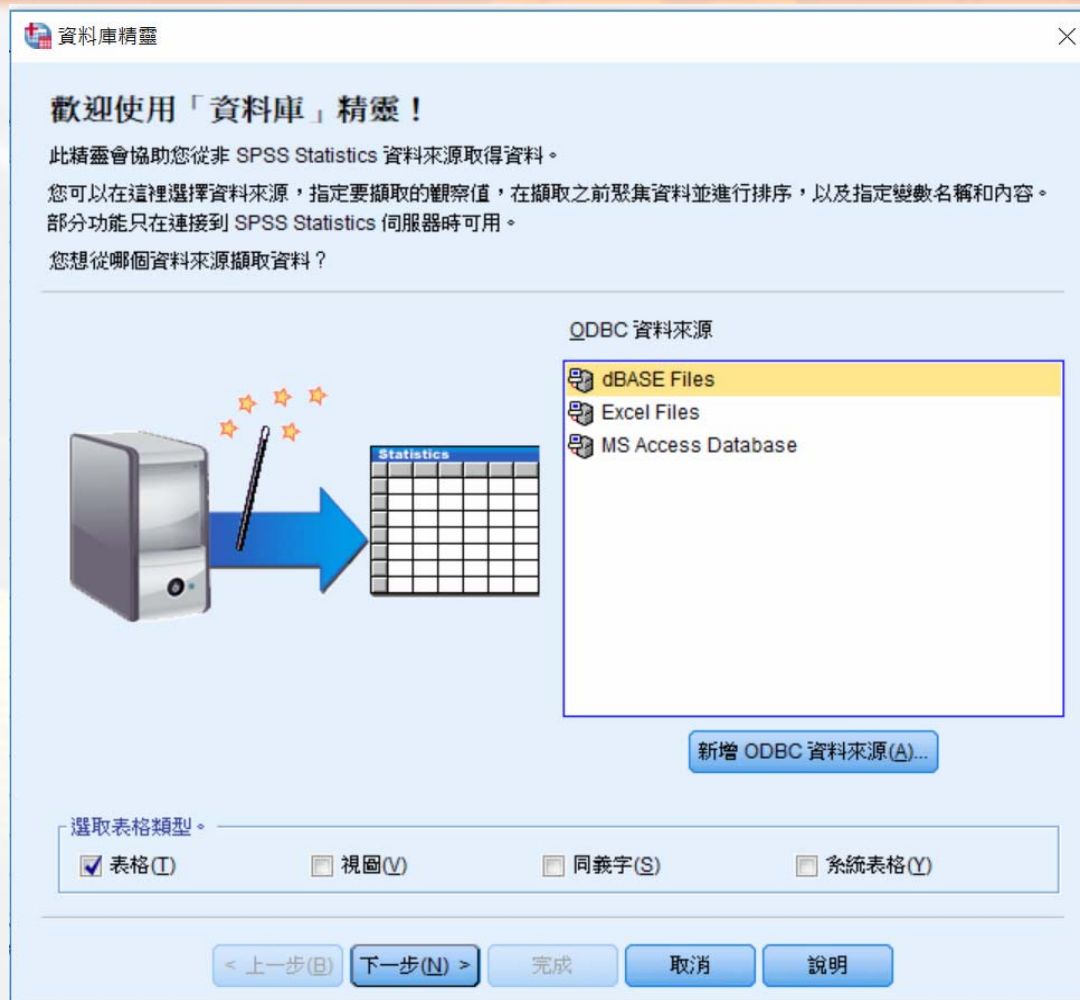 資料庫精靈
歡迎使用「資料庫」精靈！
此精靈會協助您從非 SPSS Statistics 資料來源取得資料。
您可以在這裡選擇資料來源，指定要擷取的觀察值，在擷取之前聚集資料並進行排序，以及指定變數名稱和內容。
部分功能只在連接到 SPSS Statistics 伺服器時可用。
您想從哪個資料來源擷取資料？
ODBC 資料來源
dBASE Files
Excel Files
MS Access Database
Statistics
新增 ODBC 資料來源(A)...
選取表格類型。
表格(T) 視圖(V) 同義字(S) 系統表格(Y)
< 上一步(B) 下一步(N) > 完成 取消 說明